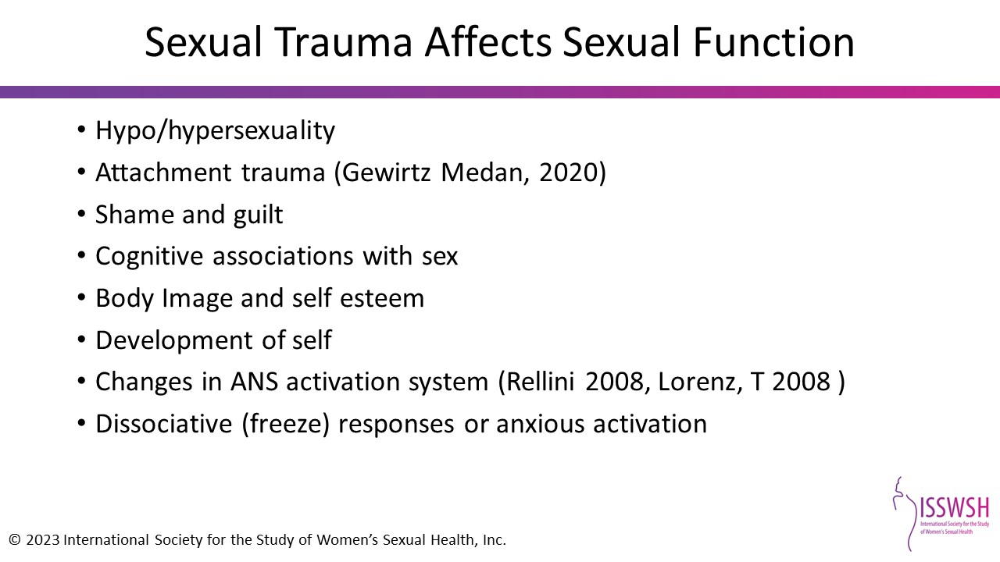 Sexual Trauma Affects Sexual Function
• Hypo/hypersexuality
• Attachment trauma (Gewirtz Medan, 2020)
• Shame and guilt
• Cognitive associations with sex
• Body Image and self esteem
• Development of self
• Changes in ANS activation system (Rellini 2008, Lorenz, T 2008 )
• Dissociative (freeze) responses or anxious activation
ISSWSH
International Society for the Study
of Women's Sexual Health
© 2023 International Society for the Study of Women’s Sexual Health, Inc.